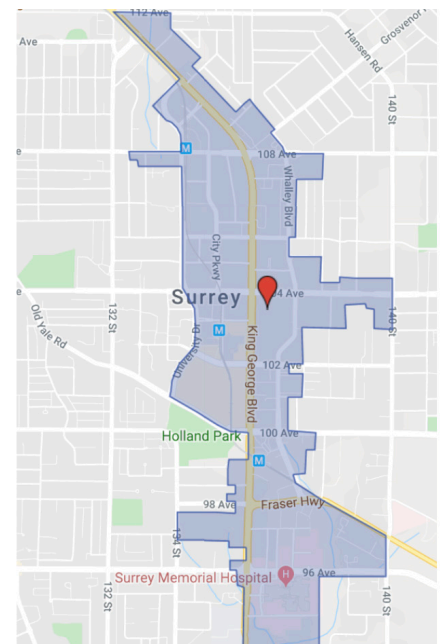 112 Ave
Ave
Grosvenor
Hansen Rd
140 St
M
108 Ave
Whalley Blvd
City Pkwy
Surrey
04 Ave
140 St
Old Yale Rd
132 St
M
University Dr
King George Blvd
102 Ave
Holland Park
100 Ave
M
98 Ave
Fraser Hwy
134 St
Surrey Memorial Hospital
H
96 Ave
132 St
140 St